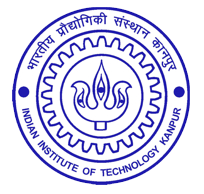 भारतीय प्रौद्योगिकी संस्थान कानपुर
INDIAN INSTITUTE OF TECHNOLOGY KANPUR